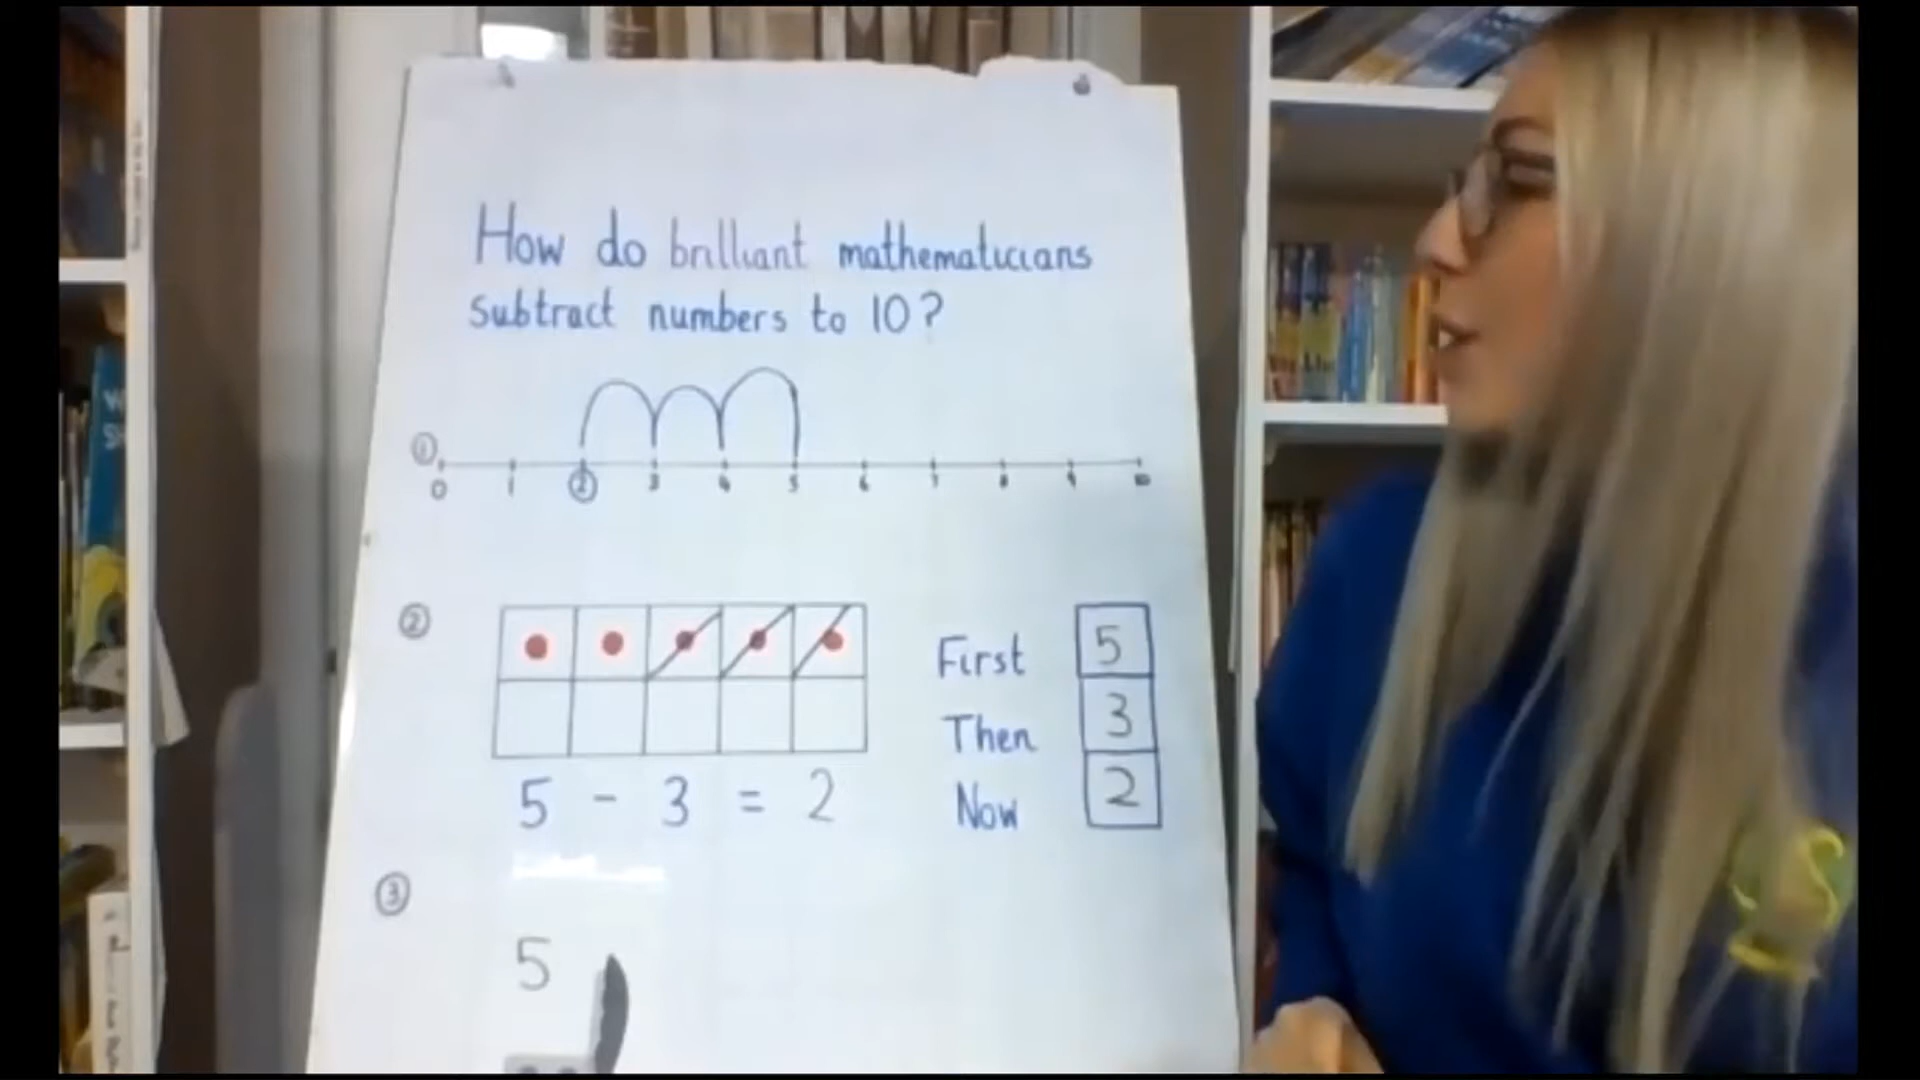 How do brilliant mathematicians
subtract numbers to 10?
①
0 1 ② 3 4 5 6 7 8 9 10
②
First 5
Then 3
Now 2
5 - 3 = 2
③
5